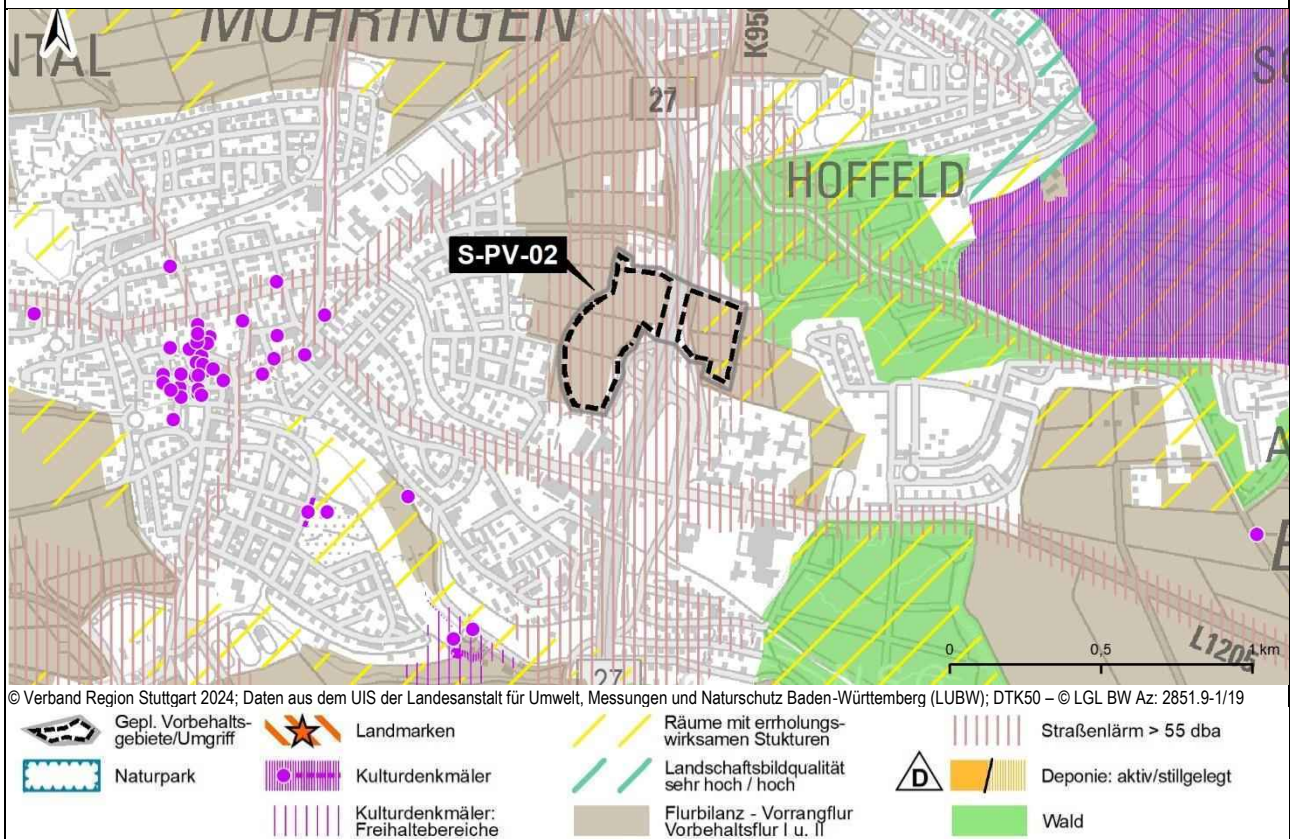 MÖHRINGEN
NTAL
K950
27
HOFFELD
S-PV-02
0 0,5 1 km
L1205
27
© Verband Region Stuttgart 2024; Daten aus dem UIS der Landesanstalt für Umwelt, Messungen und Naturschutz Baden-Württemberg (LUBW); DTK50 – © LGL BW Az: 2851.9-1/19
Gepl. Vorbehalts-
gebiete/Umgriff
Naturpark
Landmarken
Kulturdenkmäler
Kulturdenkmäler:
Freihaltebereiche
Räume mit errholungs-
wirksamen Stukturen
Landschaftsbildqualität
sehr hoch / hoch
Flurbilanz - Vorrangflur
Vorbehaltsflur I u. II
Straßenlärm > 55 dba
D
Deponie: aktiv/stillgelegt
Wald